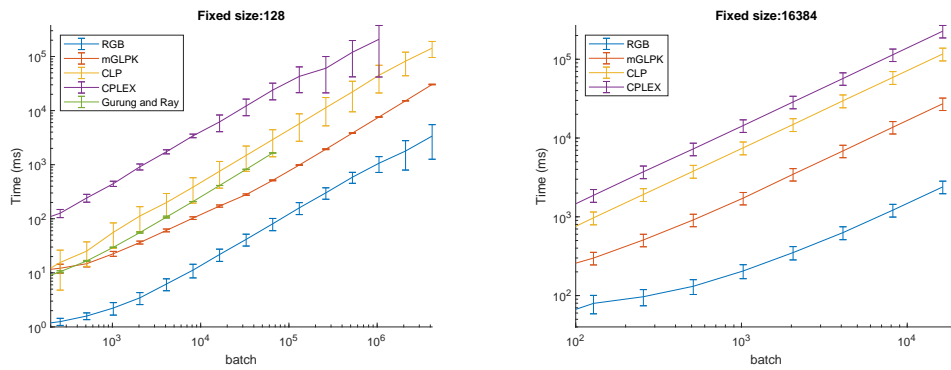 Fixed size:128
RGB
mGLPK
CLP
CPLEX
Gurung and Ray
Time (ms)
10^5
10^4
10^3
10^2
10^1
10^0
10^3
10^4
10^5
10^6
batch
Fixed size:16384
RGB
mGLPK
CLP
CPLEX
Time (ms)
10^5
10^4
10^3
10^2
10^2
10^3
10^4
batch